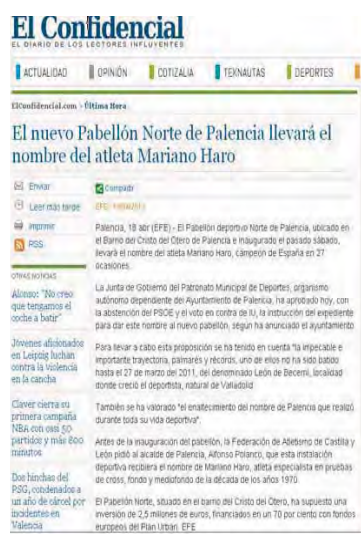 El Confidencial
EL DIARIO DE LOS LECTORES INFLUYENTES
ACTUALIDAD OPINIÓN COTIZALIA TEKNAUTAS DEPORTES
ElConfidencial.com > Última Hora
El nuevo Pabellón Norte de Palencia llevará el
nombre del atleta Mariano Haro
Enviar
Leer más tarde
Imprimir
RSS
OTRAS NOTICIAS
Alonso: "No creo
que tengamos el
coche a batir"
Jóvenes aficionados
en Leipzig luchan
contra la violencia
en la cancha
Claver cierra su
primera campaña
NBA con casi 50
partidos y más 800
minutos
Dos hinchas del
PSG, condenados a
un año de cárcel por
incidentes en
Valencia
Compartir
EFE
Palencia, 18 abr (EFE).- El Pabellón deportivo Norte de Palencia, ubicado en
el Barrio del Cristo del Otero de Palencia e inaugurado el pasado sábado,
llevará el nombre del atleta Mariano Haro, campeón de España en 27
ocasiones.
La Junta de Gobierno del Patronato Municipal de Deportes, organismo
autónomo dependiente del Ayuntamiento de Palencia, ha aprobado hoy, con
la abstención del PSOE y el voto en contra de IU, la instrucción del expediente
para dar este nombre al nuevo pabellón, según ha anunciado el ayuntamiento.
Para llevar a cabo esta proposición se ha tenido en cuenta "la impecable e
importante trayectoria, palmarés y récords, uno de ellos no ha sido batido
hasta el 27 de marzo del 2011, del denominado León de Becerril, localidad
donde creció el deportista, natural de Valladolid.
También se ha valorado "el enaltecimiento del nombre de Palencia que realizó
durante toda su vida deportiva".
Antes de la inauguración del pabellón, la Federación de Atletismo de Castilla y
León pidió al alcalde de Palencia, Alfonso Polanco, que esta instalación
deportiva recibiera el nombre de Mariano Haro, atleta especialista en pruebas
de cross, fondo y mediofondo de la década de los años 1970.
El Pabellón Norte, situado en el barrio del Cristo del Otero, ha supuesto una
inversión de 2,5 millones de euros, financiados en un 70 por ciento con fondos
europeos del Plan Urban. EFE